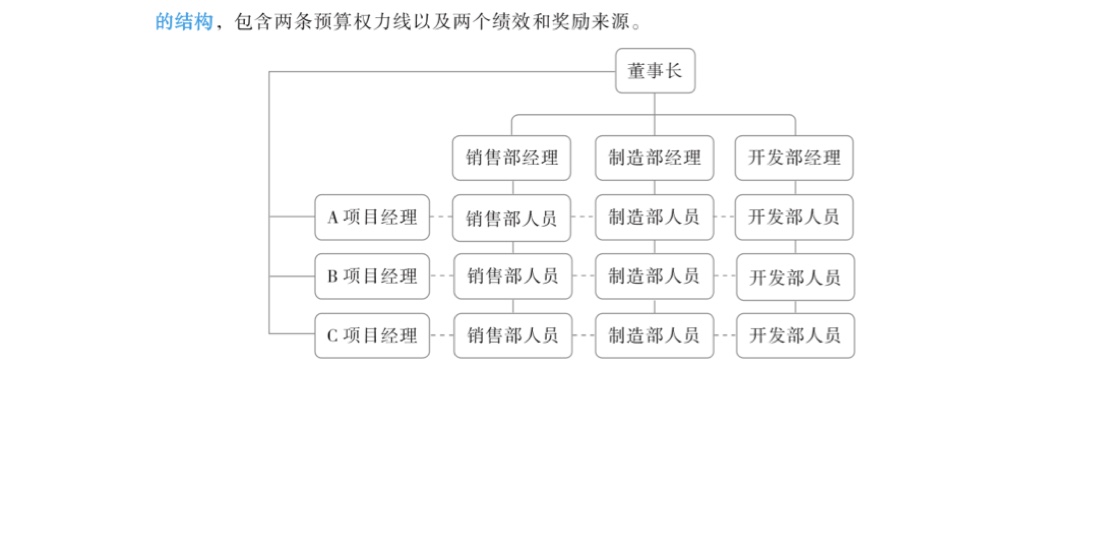 的结构，包含两条预算权力线以及两个绩效和奖励来源。
董事长
销售部经理 制造部经理 开发部经理
A 项目经理 销售部人员 制造部人员 开发部人员
B 项目经理 销售部人员 制造部人员 开发部人员
C 项目经理 销售部人员 制造部人员 开发部人员